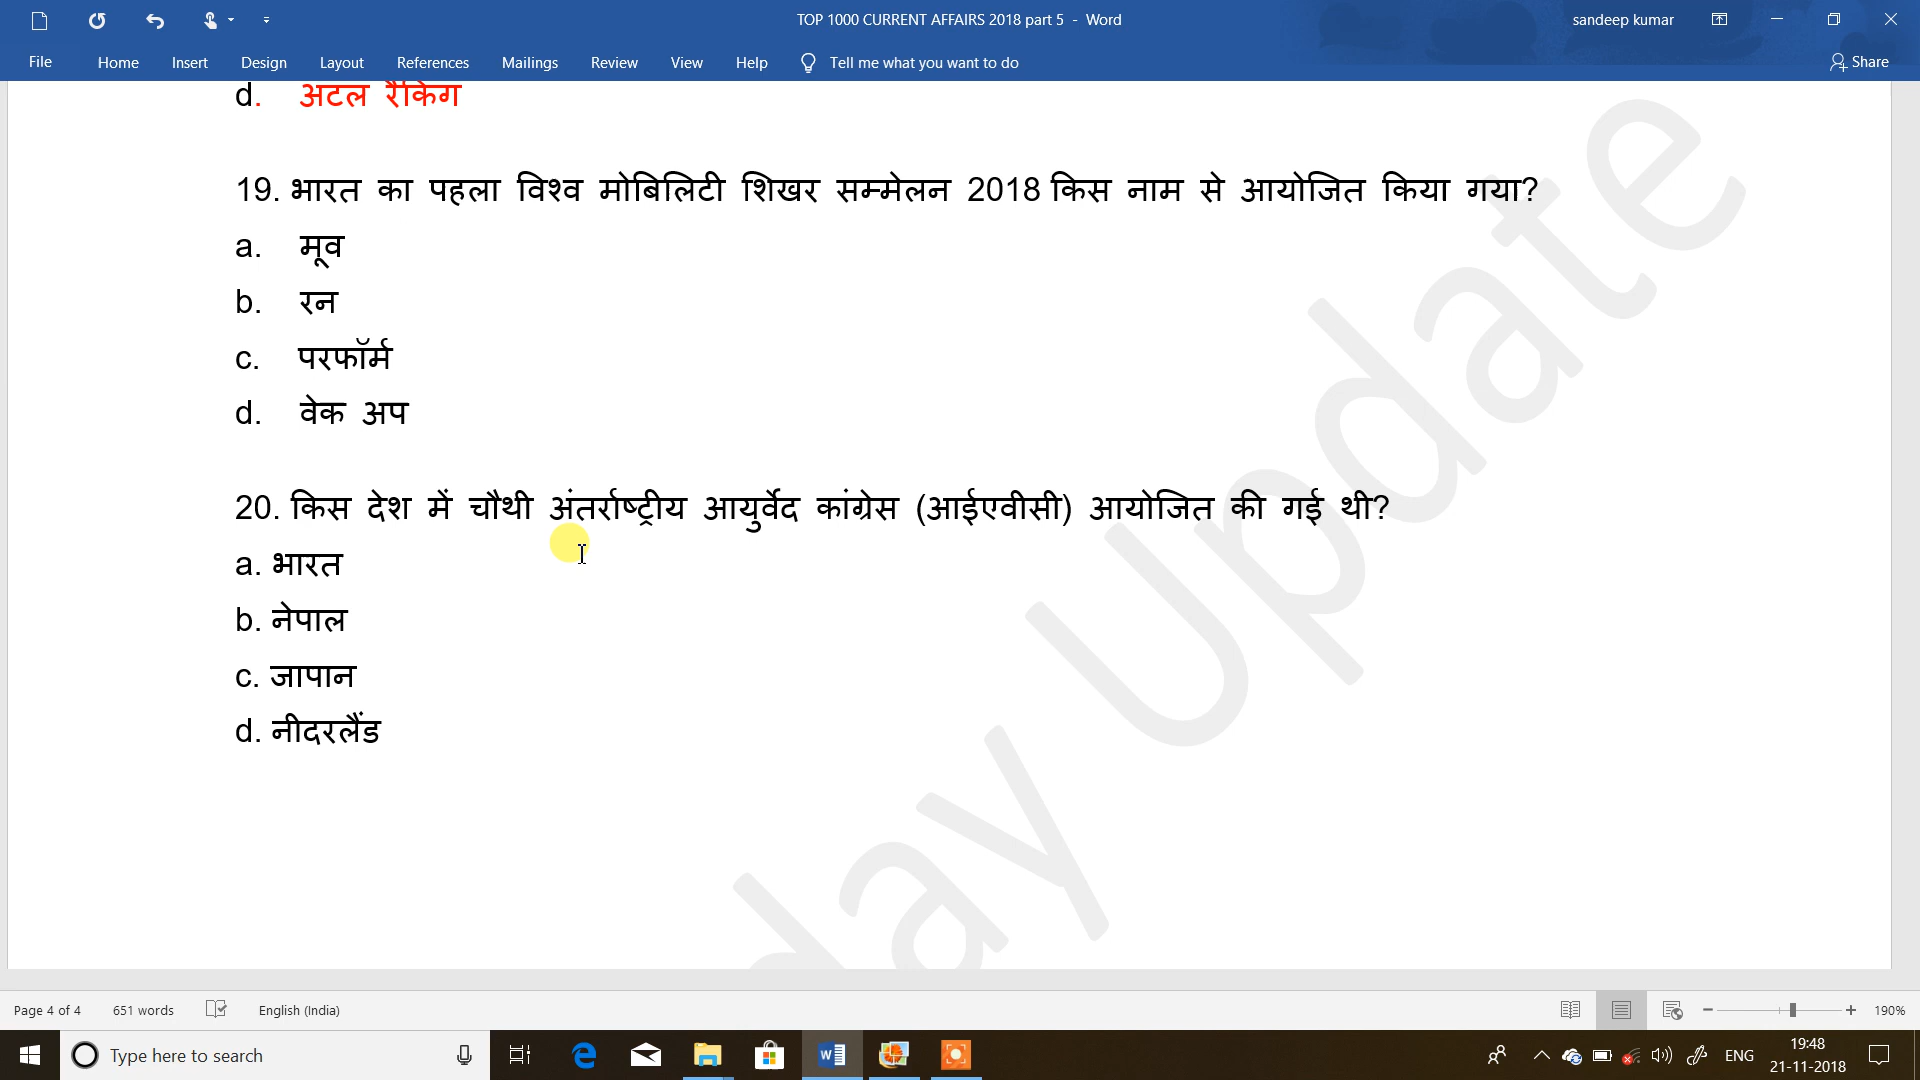 TOP 1000 CURRENT AFFAIRS 2018 part 5 - Word
sandeep kumar
File Home Insert Design Layout References Mailings Review View Help Tell me what you want to do Share
d. अटल रैंकिंग
19. भारत का पहला विश्व मोबिलिटी शिखर सम्मेलन 2018 किस नाम से आयोजित किया गया?
a. मूव
b. रन
c. परफॉर्म
d. वेक अप
20. किस देश में चौथी अंतर्राष्ट्रीय आयुर्वेद कांग्रेस (आईएवीसी) आयोजित की गई थी?
a. भारत
b. नेपाल
c. जापान
d. नीदरलैंड
day Update
Page 4 of 4 651 words English (India) 190%
Type here to search
ENG
19:48
21-11-2018